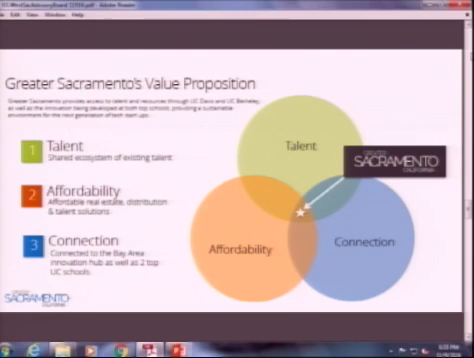 Edit View Window Help
Greater Sacramento's Value Proposition
Greater Sacramento provides access to talent and resources through UC Davis and UC Berkeley,
as well as the innovation being developed at both top schools, providing a sustainable
environment for the next generation of tech start ups.
1 Talent
Shared ecosystem of existing talent
2 Affordability
Affordable real estate, distribution
& talent solutions
3 Connection
Connected to the Bay Area
innovation hub as well as 2 top
UC schools
Talent
GREATER
SACRAMENTO
CALIFORNIA
Affordability
Connection
SACRAMENTO